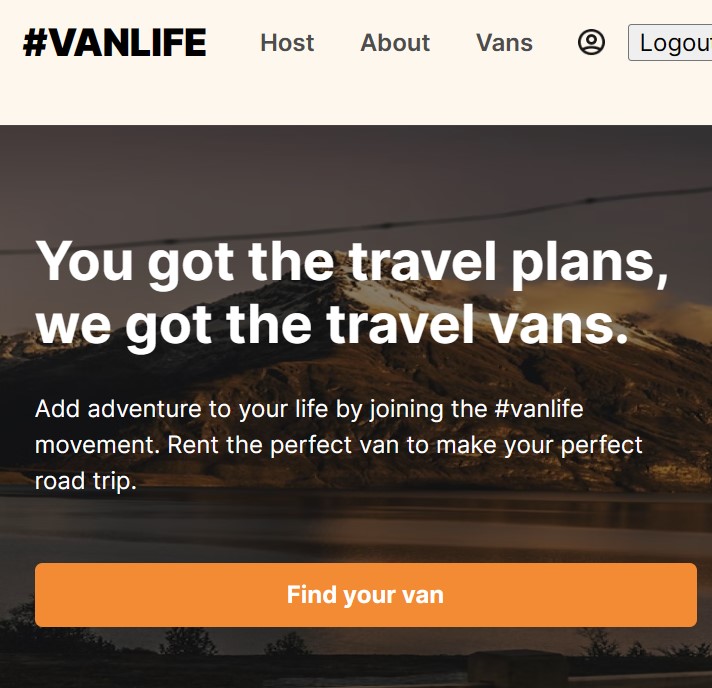 #VANLIFE Host About Vans
You got the travel plans,
we got the travel vans.
Add adventure to your life by joining the #vanlife
movement. Rent the perfect van to make your perfect
road trip.
Find your van